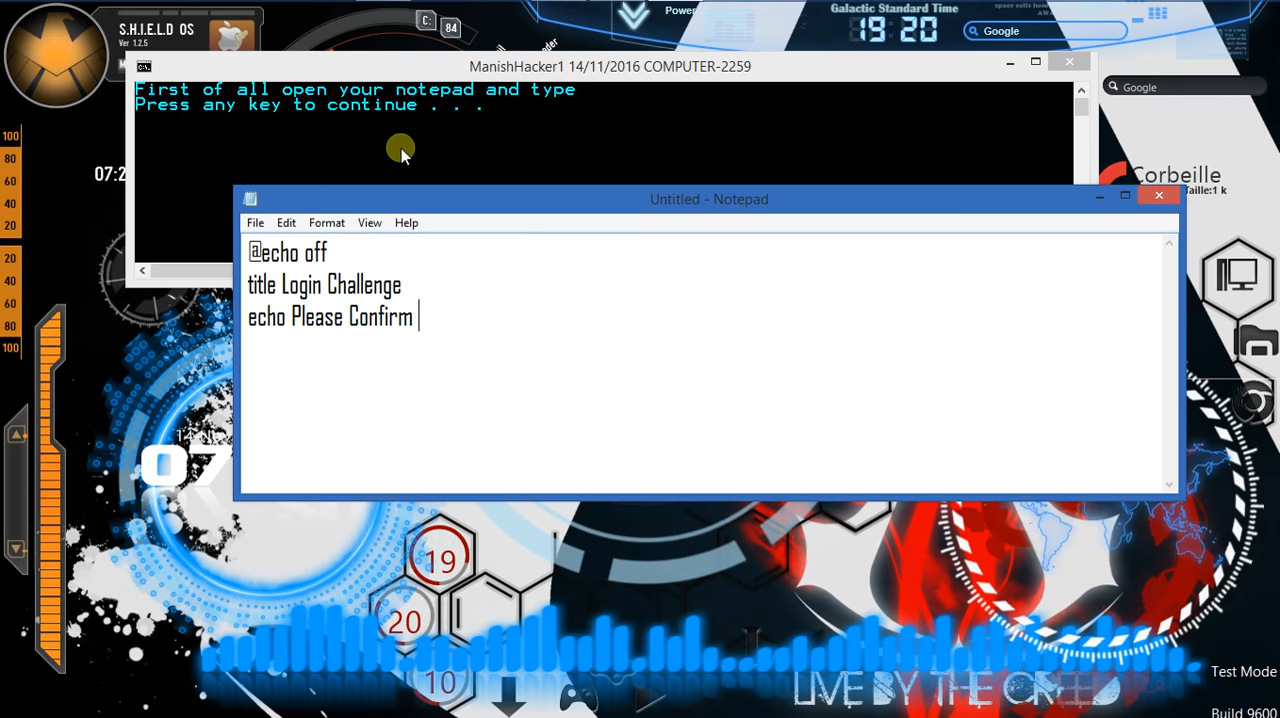 S.H.I.E.L.D OS
Ver 1.2.5
C:
84
Power
Galactic Standard Time
19 20
Google
ManishHacker1 14/11/2016 COMPUTER-2259
First of all open your notepad and type
Press any key to continue . . .
Google
Corbeille
Taille:1 k
100
80
60
40
20
20
40
60
80
100
07:2
Untitled - Notepad
File Edit Format View Help
@echo off
title Login Challenge
echo Please Confirm
14
07
19
20
10
LIVE BY THE CREED
Test Mode
Build 9600